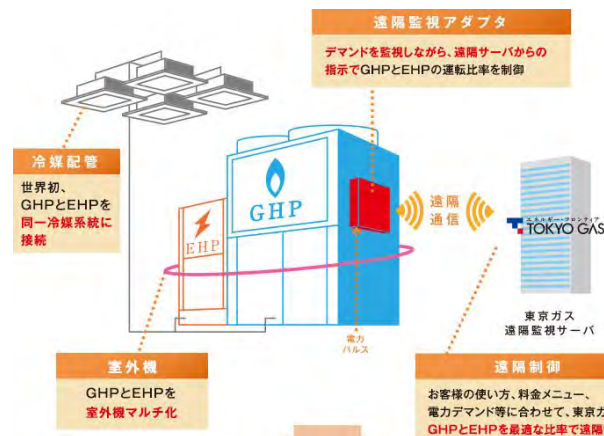 遠隔監視アダプタ
デマンドを監視しながら、遠隔サーバからの
指示でGHPとEHPの運転比率を制御
冷媒配管
世界初、
GHPとEHPを
同一冷媒系統に
接続
GHP
EHP
遠隔
通信
エネルギー・フロンティア
TOKYO GAS
東京ガス
遠隔監視サーバ
電力
パルス
室外機
GHPとEHPを
室外機マルチ化
遠隔制御
お客様の使い方、料金メニュー、
電力デマンド等に合わせて、東京ガ
GHPとEHPを最適な比率で遠隔